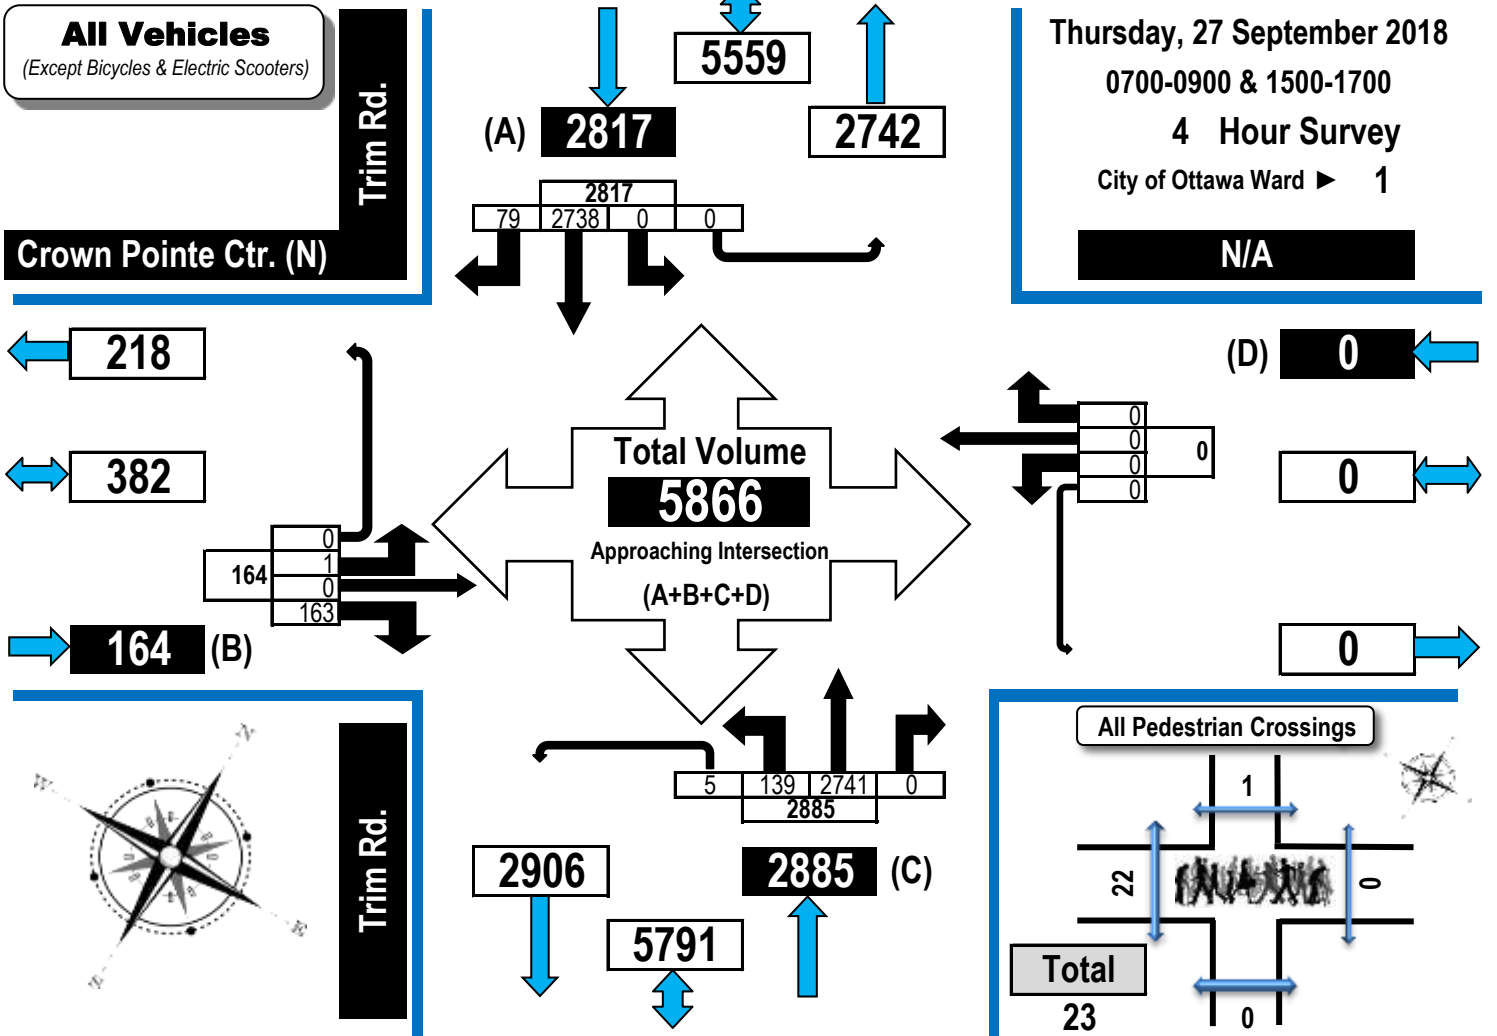 All Vehicles
(Except Bicycles & Electric Scooters)
Trim Rd.
Crown Pointe Ctr. (N)
5559
(A) 2817
2742
2817
79 2738 0 0
Thursday, 27 September 2018
0700-0900 & 1500-1700
4 Hour Survey
City of Ottawa Ward ► 1
N/A
218
382
0
1
164
0
163
164 (B)
Total Volume
5866
Approaching Intersection
(A+B+C+D)
(D) 0
0
0
0
0
0
0
0
5 139 2741 0
2885
2906
2885 (C)
5791
Trim Rd.
N
W
E
S
All Pedestrian Crossings
1
22
0
Total
23
0